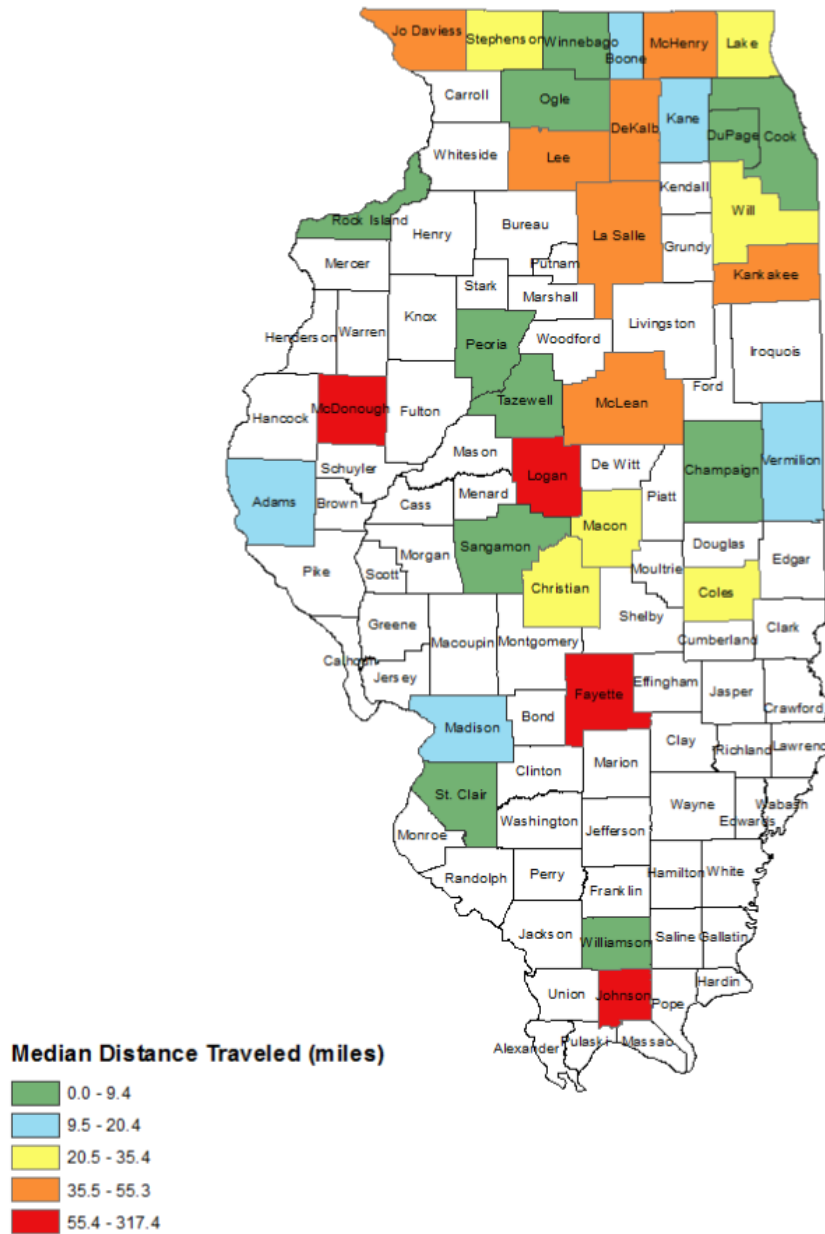 Jo Daviess
Stephenson
Winnebago
Boone
McHenry
Lake
Carroll
Ogle
DeKalb
Kane
DuPage
Cook
Whiteside
Lee
Kendall
Will
Rock Island
Henry
Bureau
La Salle
Grundy
Mercer
Putnam
Kankakee
Stark
Marshall
Henderson
Warren
Knox
Peoria
Woodford
Livingston
Iroquois
Ford
Hancock
McDonough
Fulton
Tazewell
McLean
Mason
Logan
De Witt
Champaign
Vermilion
Schuyler
Adams
Brown
Cass
Menard
Piatt
Macon
Sangamon
Douglas
Morgan
Moultrie
Edgar
Pike
Scott
Christian
Coles
Greene
Shelby
Macoupin
Montgomery
Cumberland
Clark
Calhoun
Jersey
Fayette
Effingham
Jasper
Crawford
Madison
Bond
Clay
Richland
Lawrenc
Clinton
Marion
St. Clair
Wayne
Wabash
Edwards
Monroe
Washington
Jefferson
Randolph
Perry
Hamilton
White
Franklin
Jackson
Williamson
Saline
Gallatin
Union
Johnson
Pope
Hardin
Alexander
Pulaski
Massac
Median Distance Traveled (miles)
0.0 - 9.4
9.5 - 20.4
20.5 - 35.4
35.5 - 55.3
55.4 - 317.4